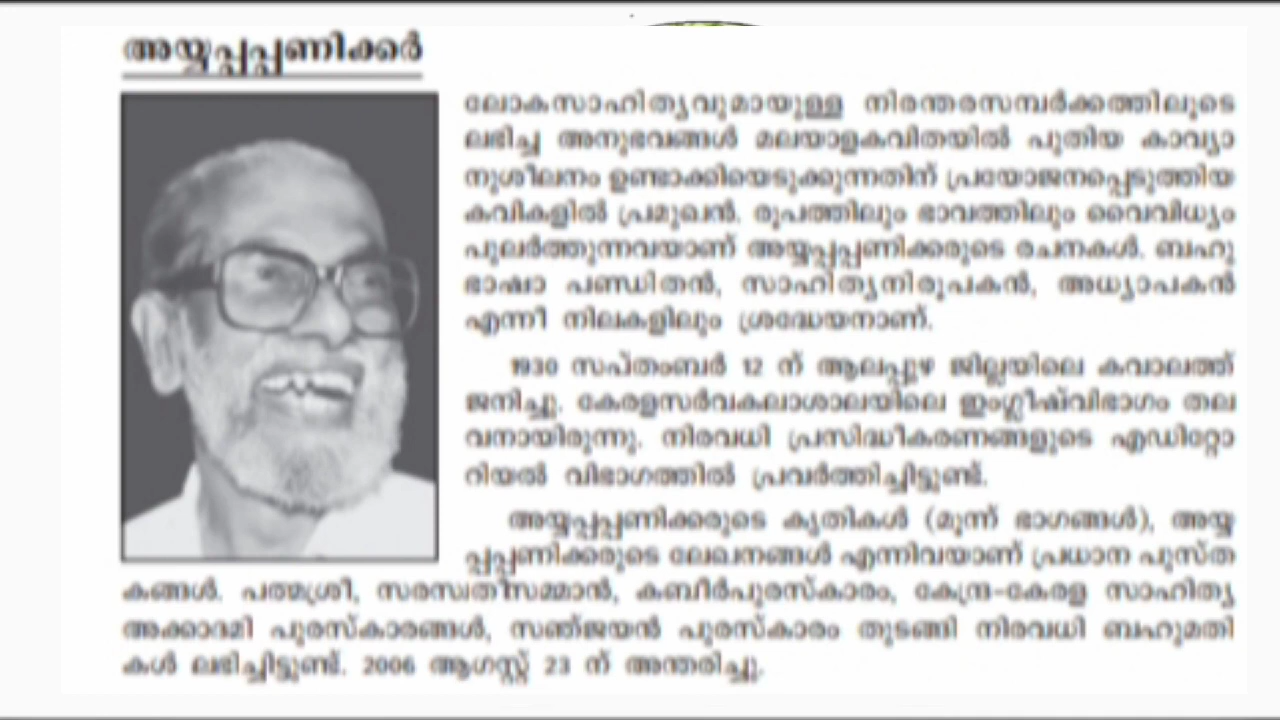 അയ്യപ്പപ്പണിക്കർ
ലോകസാഹിത്യവുമായുള്ള നിരന്തരസമ്പർക്കത്തിലൂടെ
ലഭിച്ച അനുഭവങ്ങൾ മലയാളകവിതയിൽ പുതിയ കാവ്യാ
നുശീലനം ഉണ്ടാക്കിയെടുക്കുന്നതിന് പ്രയോജനപ്പെടുത്തിയ
കവികളിൽ പ്രമുഖൻ. രൂപത്തിലും ഭാവത്തിലും വൈവിധ്യം
പുലർത്തുന്നവയാണ് അയ്യപ്പപ്പണിക്കരുടെ രചനകൾ. ബഹു
ഭാഷാ പണ്ഡിതൻ, സാഹിത്യനിരൂപകൻ, അധ്യാപകൻ
എന്നീ നിലകളിലും ശ്രദ്ധേയനാണ്.
1930 സപ്തംബർ 12 ന് ആലപ്പുഴ ജില്ലയിലെ കവാലത്ത്
ജനിച്ചു. കേരളസർവകലാശാലയിലെ ഇംഗ്ലീഷ്‌വിഭാഗം തല
വനായിരുന്നു. നിരവധി പ്രസിദ്ധീകരണങ്ങളുടെ എഡിറ്റോ
റിയൽ വിഭാഗത്തിൽ പ്രവർത്തിച്ചിട്ടുണ്ട്.
അയ്യപ്പപ്പണിക്കരുടെ കൃതികൾ (മൂന്ന് ഭാഗങ്ങൾ), അയ്യ
പ്പപ്പണിക്കരുടെ ലേഖനങ്ങൾ എന്നിവയാണ് പ്രധാന പുസ്ത
കങ്ങൾ. പത്മശ്രീ, സരസ്വതീസമ്മാൻ, കബീർപുരസ്കാരം, കേന്ദ്ര-കേരള സാഹിത്യ
അക്കാദമി പുരസ്കാരങ്ങൾ, സഞ്ജയൻ പുരസ്കാരം തുടങ്ങി നിരവധി ബഹുമതി
കൾ ലഭിച്ചിട്ടുണ്ട്. 2006 ആഗസ്റ്റ് 23 ന് അന്തരിച്ചു.